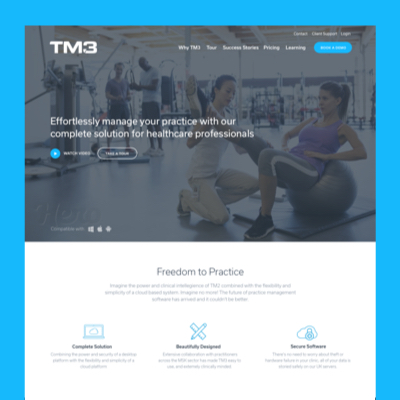 Contact Client Support Login
TM3
Why TM3 Tour Success Stories Pricing Learning
BOOK A DEMO
Effortlessly manage your practice with our
complete solution for healthcare professionals
WATCH VIDEO
TAKE A TOUR
Compatible with
Freedom to Practice
Imagine the power and clinical intelligence of TM2 combined with the flexibility and
simplicity of a cloud based system. Imagine no more! The future of practice management
software has arrived and it couldn't be better.
Complete Solution
Combining the power and security of a desktop
platform with the flexibility and simplicity of a
cloud platform
Beautifully Designed
Extensive collaboration with practitioners
across the MSK sector has made TM3 easy to
use, and extremely clinically minded
Secure Software
There's no need to worry about theft or
hardware failure in your clinic, all of your data is
stored safely on our UK servers